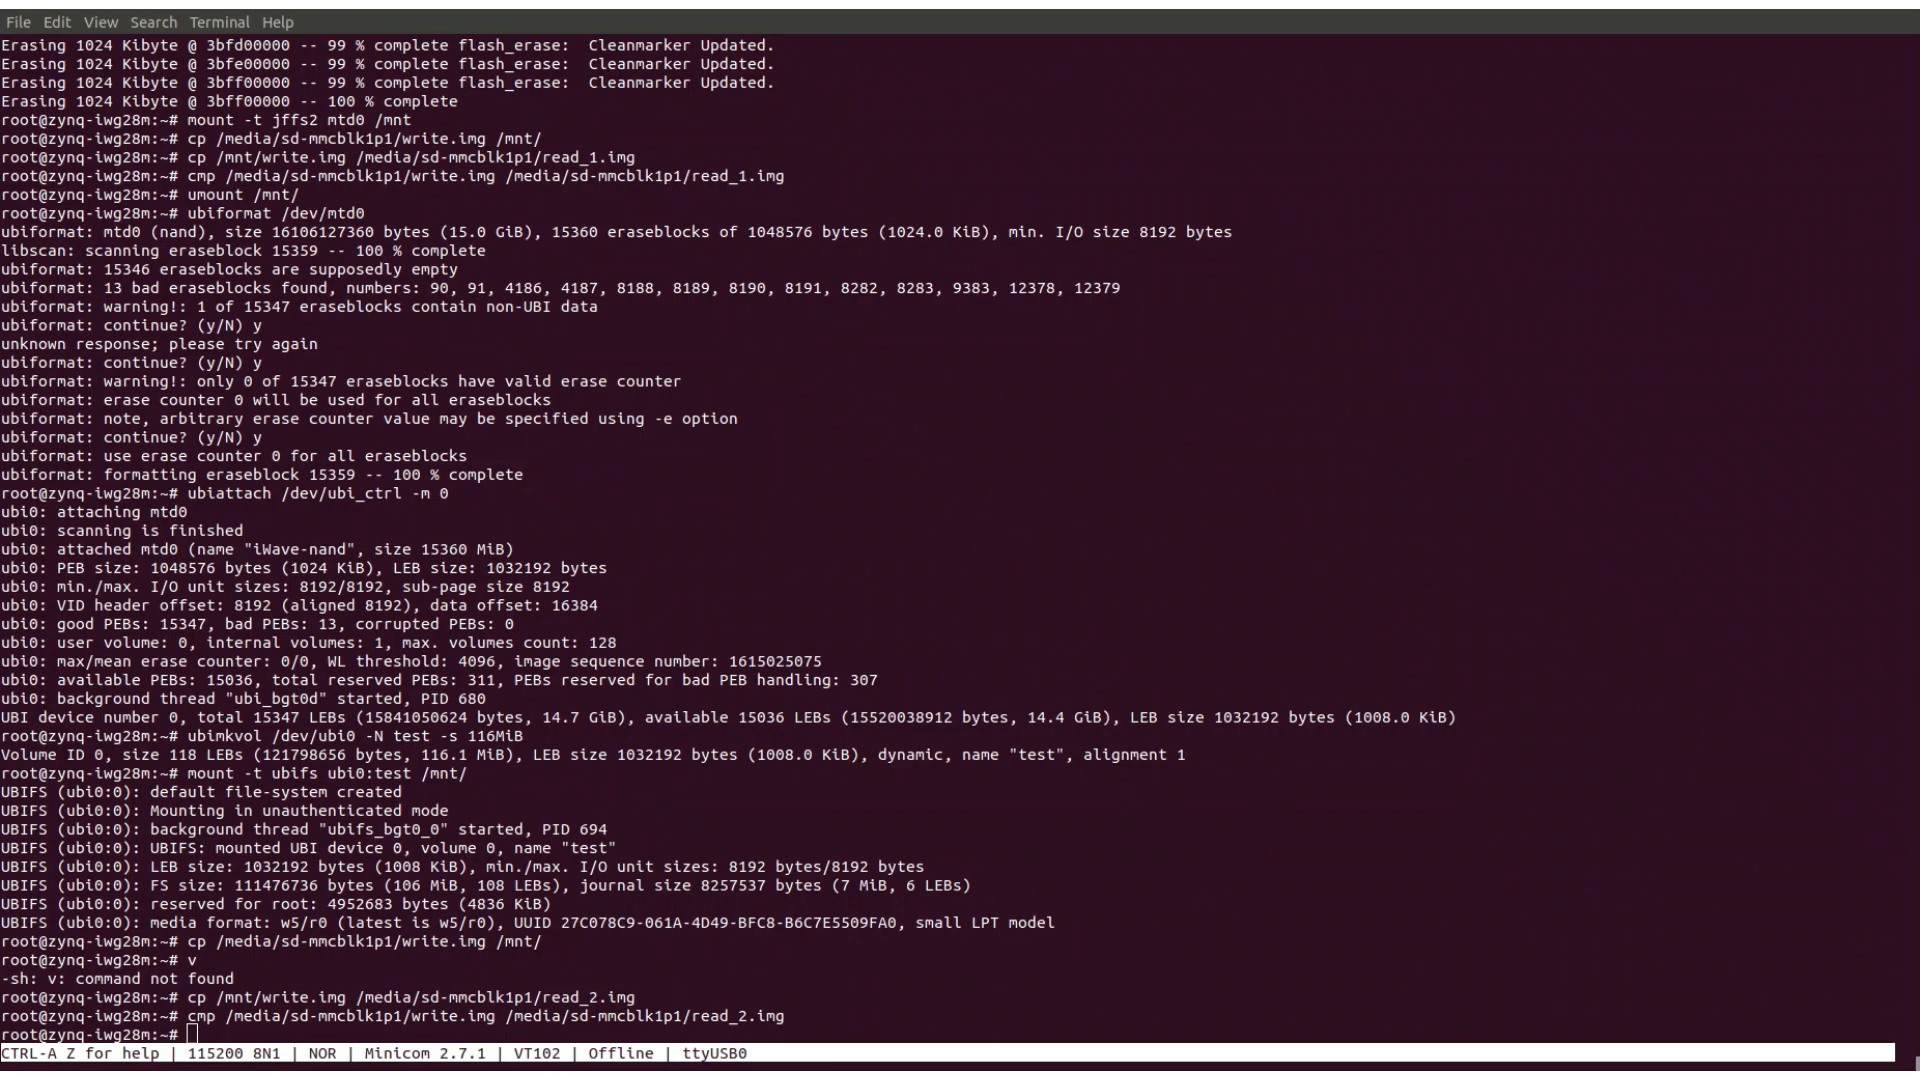 File Edit View Search Terminal Help
Erasing 1024 Kibyte @ 3bfd00000 -- 99 % complete flash_erase:  Cleanmarker Updated.
Erasing 1024 Kibyte @ 3bfe00000 -- 99 % complete flash_erase:  Cleanmarker Updated.
Erasing 1024 Kibyte @ 3bff00000 -- 99 % complete flash_erase:  Cleanmarker Updated.
Erasing 1024 Kibyte @ 3bff00000 -- 100 % complete
root@zynq-iwg28m:~# mount -t jffs2 mtd0 /mnt
root@zynq-iwg28m:~# cp /media/sd-mmcblk1p1/write.img /mnt/
root@zynq-iwg28m:~# cp /mnt/write.img /media/sd-mmcblk1p1/read_1.img
root@zynq-iwg28m:~# cmp /media/sd-mmcblk1p1/write.img /media/sd-mmcblk1p1/read_1.img
root@zynq-iwg28m:~# umount /mnt/
root@zynq-iwg28m:~# ubiformat /dev/mtd0
ubiformat: mtd0 (nand), size 16106127360 bytes (15.0 GiB), 15360 eraseblocks of 1048576 bytes (1024.0 KiB), min. I/O size 8192 bytes
libscan: scanning eraseblock 15359 -- 100 % complete
ubiformat: 15346 eraseblocks are supposedly empty
ubiformat: 13 bad eraseblocks found, numbers: 90, 91, 4186, 4187, 8188, 8189, 8190, 8191, 8282, 8283, 9383, 12378, 12379
ubiformat: warning!: 1 of 15347 eraseblocks contain non-UBI data
ubiformat: continue? (y/N) y
unknown response; please try again
ubiformat: continue? (y/N) y
ubiformat: warning!: only 0 of 15347 eraseblocks have valid erase counter
ubiformat: erase counter 0 will be used for all eraseblocks
ubiformat: note, arbitrary erase counter value may be specified using -e option
ubiformat: continue? (y/N) y
ubiformat: use erase counter 0 for all eraseblocks
ubiformat: formatting eraseblock 15359 -- 100 % complete
root@zynq-iwg28m:~# ubiattach /dev/ubi_ctrl -m 0
ubi0: attaching mtd0
ubi0: scanning is finished
ubi0: attached mtd0 (name "iWave-nand", size 15360 MiB)
ubi0: PEB size: 1048576 bytes (1024 KiB), LEB size: 1032192 bytes
ubi0: min./max. I/O unit sizes: 8192/8192, sub-page size 8192
ubi0: VID header offset: 8192 (aligned 8192), data offset: 16384
ubi0: good PEBs: 15347, bad PEBs: 13, corrupted PEBs: 0
ubi0: user volume: 0, internal volumes: 1, max. volumes count: 128
ubi0: max/mean erase counter: 0/0, WL threshold: 4096, image sequence number: 1615025075
ubi0: available PEBs: 15036, total reserved PEBs: 311, PEBs reserved for bad PEB handling: 307
ubi0: background thread "ubi_bgt0d" started, PID 680
UBI device number 0, total 15347 LEBs (15841050624 bytes, 14.7 GiB), available 15036 LEBs (15520038912 bytes, 14.4 GiB), LEB size 1032192 bytes (1008.0 KiB)
root@zynq-iwg28m:~# ubimkvol /dev/ubi0 -N test -s 116MiB
Volume ID 0, size 118 LEBs (121798656 bytes, 116.1 MiB), LEB size 1032192 bytes (1008.0 KiB), dynamic, name "test", alignment 1
root@zynq-iwg28m:~# mount -t ubifs ubi0:test /mnt/
UBIFS (ubi0:0): default file-system created
UBIFS (ubi0:0): Mounting in unauthenticated mode
UBIFS (ubi0:0): background thread "ubifs_bgt0_0" started, PID 694
UBIFS (ubi0:0): UBIFS: mounted UBI device 0, volume 0, name "test"
UBIFS (ubi0:0): LEB size: 1032192 bytes (1008 KiB), min./max. I/O unit sizes: 8192 bytes/8192 bytes
UBIFS (ubi0:0): FS size: 111476736 bytes (106 MiB, 108 LEBs), journal size 8257537 bytes (7 MiB, 6 LEBs)
UBIFS (ubi0:0): reserved for root: 4952683 bytes (4836 KiB)
UBIFS (ubi0:0): media format: w5/r0 (latest is w5/r0), UUID 27C078C9-061A-4D49-BFC8-B6C7E5509FA0, small LPT model
root@zynq-iwg28m:~# cp /media/sd-mmcblk1p1/write.img /mnt/
root@zynq-iwg28m:~# v
-sh: v: command not found
root@zynq-iwg28m:~# cp /mnt/write.img /media/sd-mmcblk1p1/read_2.img
root@zynq-iwg28m:~# cmp /media/sd-mmcblk1p1/write.img /media/sd-mmcblk1p1/read_2.img
root@zynq-iwg28m:~#
CTRL-A Z for help | 115200 8N1 | NOR | Minicom 2.7.1 | VT102 | Offline | ttyUSB0